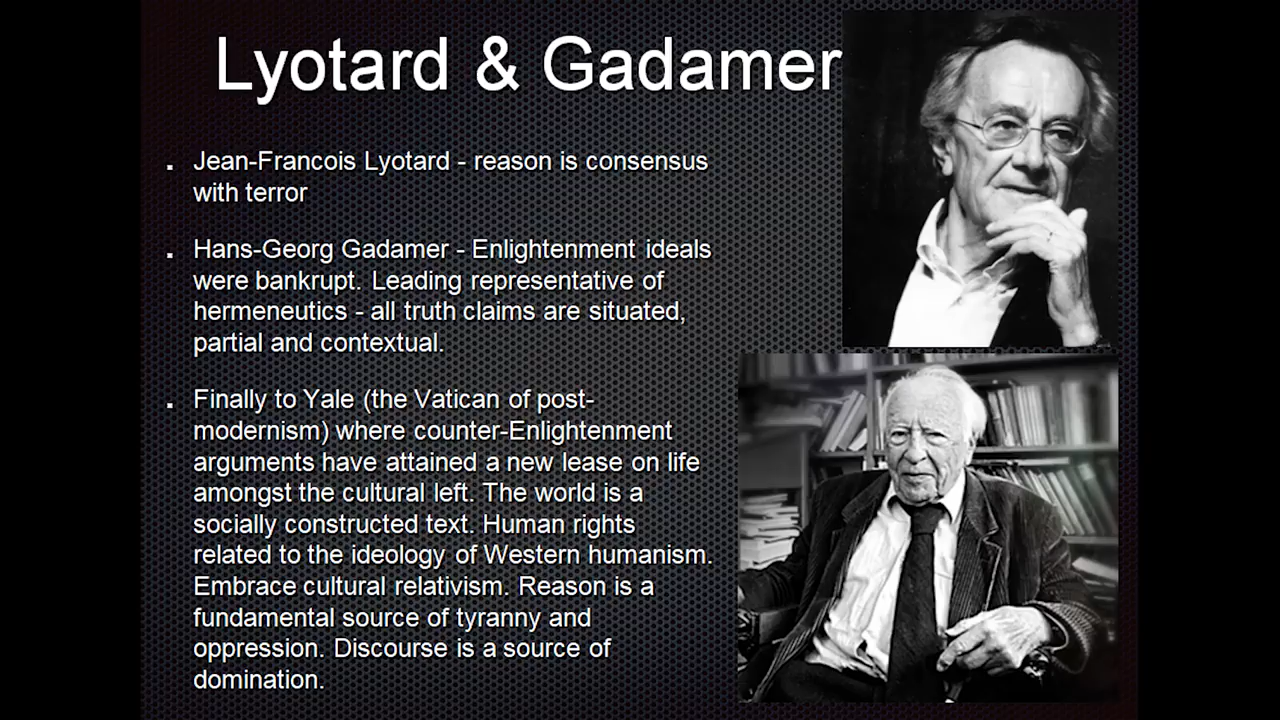 Lyotard & Gadamer
. Jean-Francois Lyotard - reason is consensus
with terror
. Hans-Georg Gadamer - Enlightenment ideals
were bankrupt. Leading representative of
hermeneutics - all truth claims are situated,
partial and contextual.
. Finally to Yale (the Vatican of post-
modernism) where counter-Enlightenment
arguments have attained a new lease on life
amongst the cultural left. The world is a
socially constructed text. Human rights
related to the ideology of Western humanism.
Embrace cultural relativism. Reason is a
fundamental source of tyranny and
oppression. Discourse is a source of
domination.